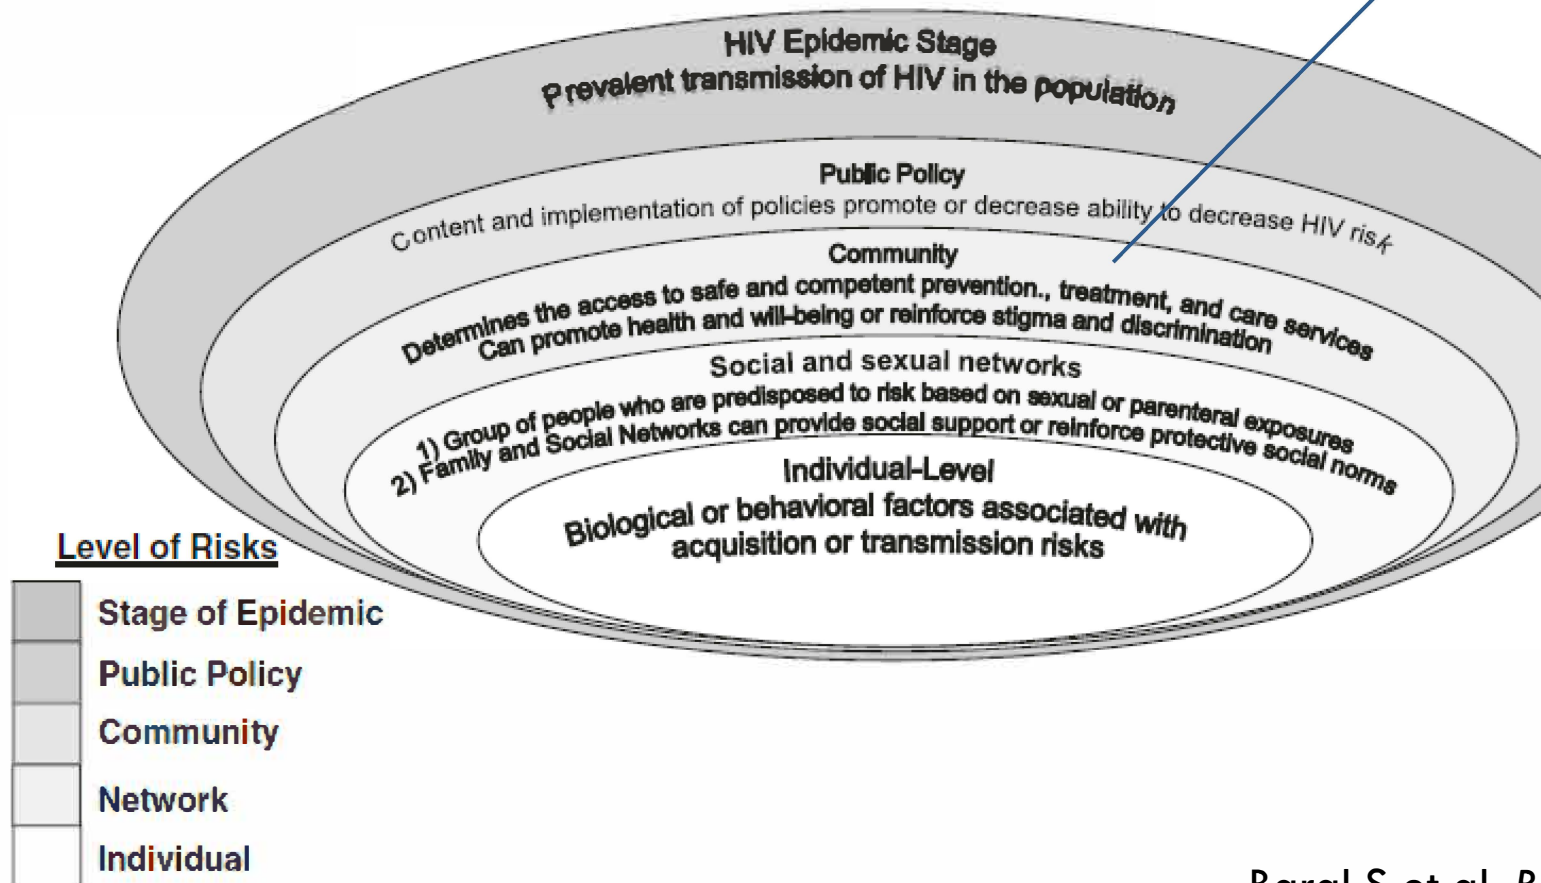 HIV Epidemic Stage
Prevalent transmission of HIV in the population
Public Policy
Content and implementation of policies promote or decrease ability to decrease HIV risk
Community
Determines the access to safe and competent prevention., treatment, and care services
Can promote health and will-being or reinforce stigma and discrimination
Social and sexual networks
1) Group of people who are predisposed to risk based on sexual or parenteral exposures
2) Family and Social Networks can provide social support or reinforce protective social norms
Individual-Level
Biological or behavioral factors associated with
acquisition or transmission risks
Level of Risks
Stage of Epidemic
Public Policy
Community
Network
Individual
Baral S et al.